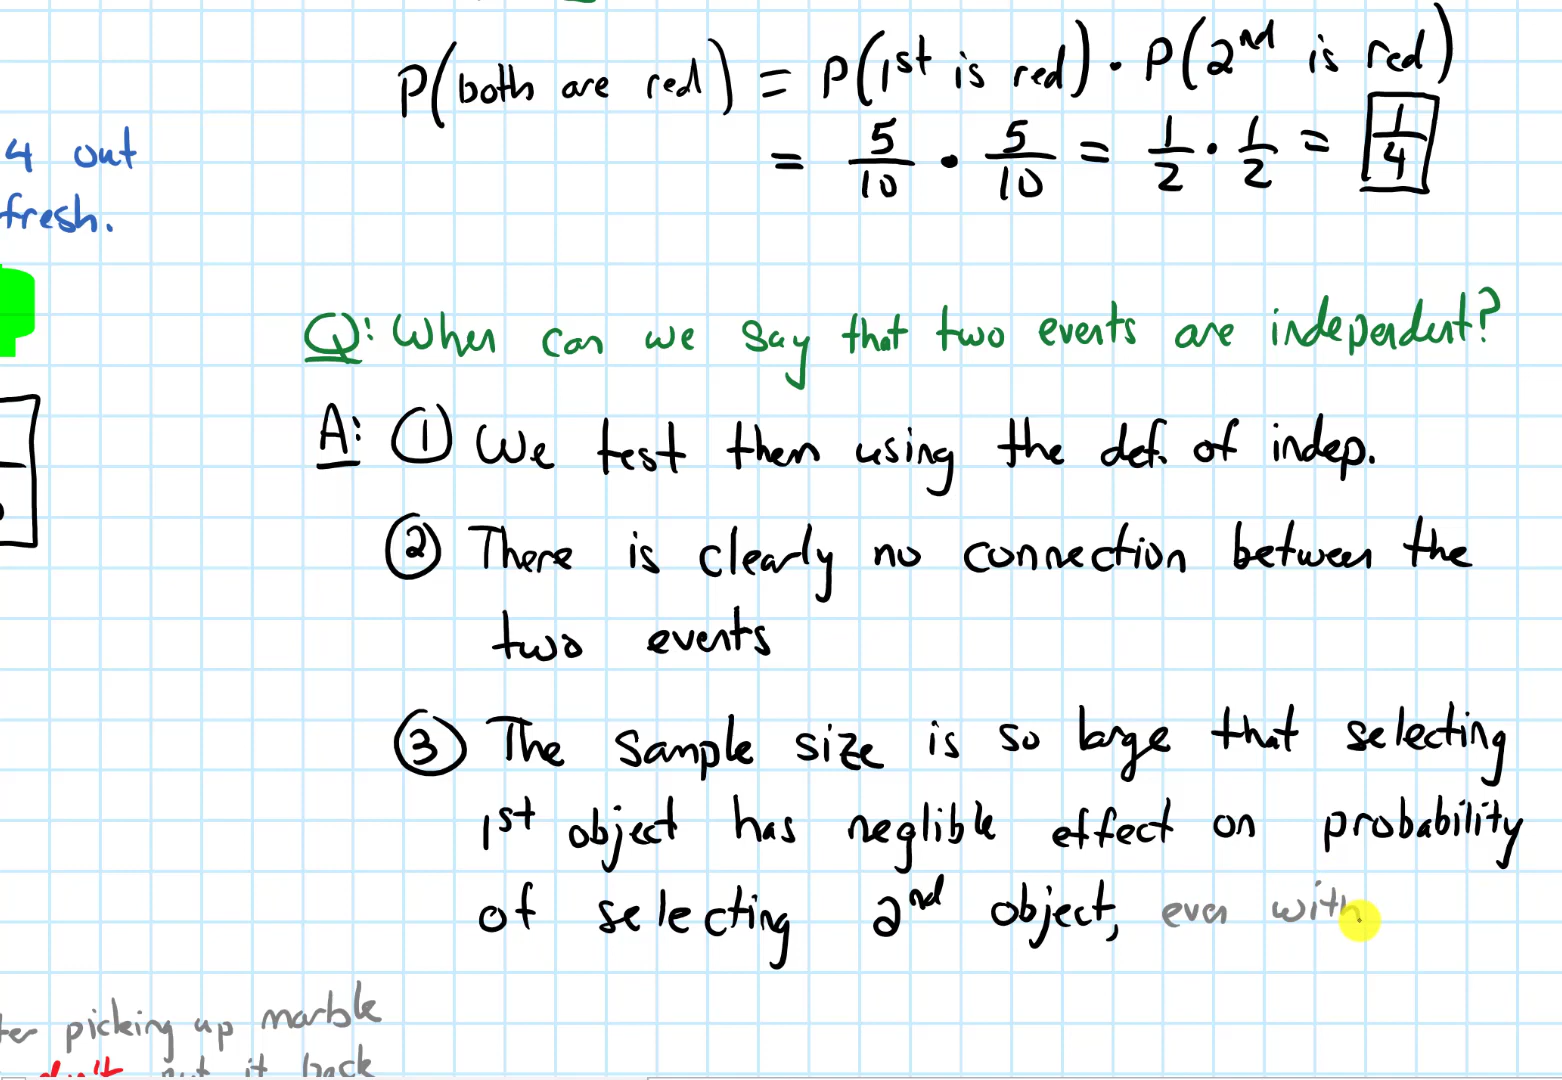 P(both are red) = P(1st is red) · P(2nd is red)
= 5/10 · 5/10 = 1/2 · 1/2 = 1/4
4 out
fresh.
Q: When can we say that two events are independent?
A: ① We test them using the def. of indep.
② There is clearly no connection between the
two events
③ The sample size is so large that selecting
1st object has neglible effect on probability
of selecting 2nd object, even with
picking up marble
don't put it back